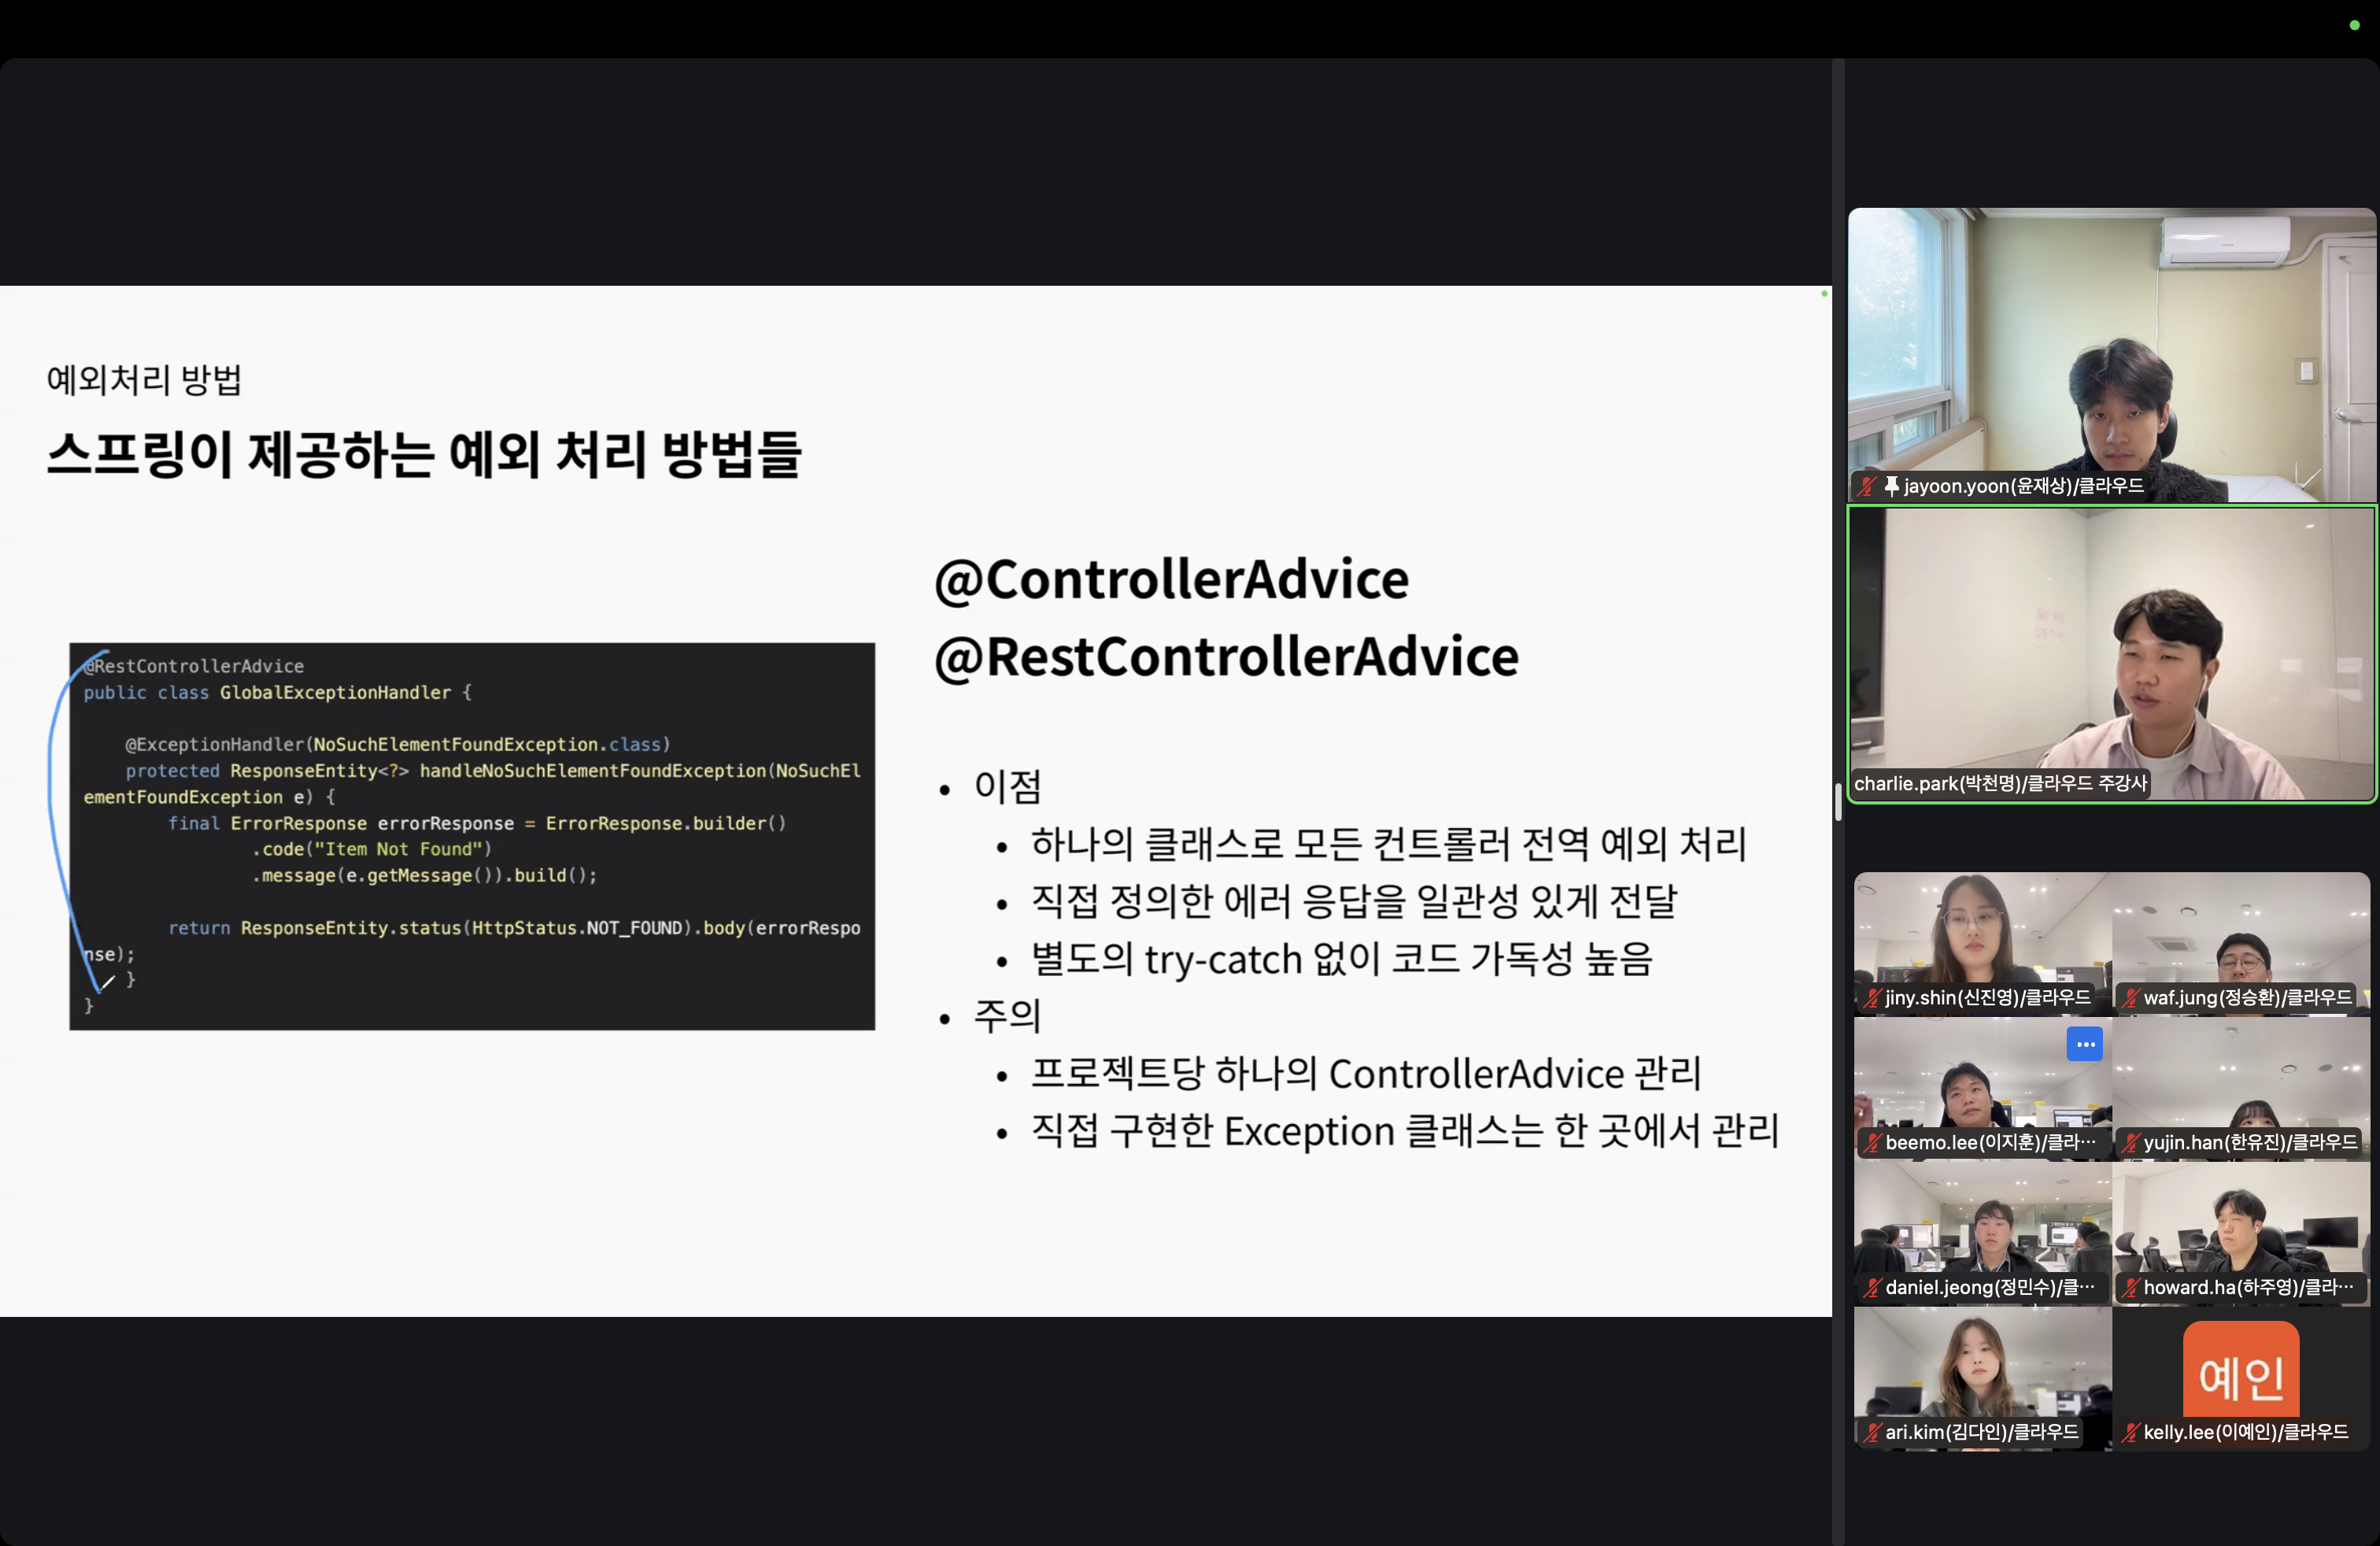 예외처리 방법
스프링이 제공하는 예외 처리 방법들
@RestControllerAdvice
public class GlobalExceptionHandler {
@ExceptionHandler(NoSuchElementFoundException.class)
protected ResponseEntity<?> handleNoSuchElementFoundException(NoSuchEl
ementFoundException e) {
final ErrorResponse errorResponse = ErrorResponse.builder()
.code("Item Not Found")
.message(e.getMessage()).build();
return ResponseEntity.status(HttpStatus.NOT_FOUND).body(errorRespo
nse);
}
}
@ControllerAdvice
@RestControllerAdvice
• 이점
• 하나의 클래스로 모든 컨트롤러 전역 예외 처리
• 직접 정의한 에러 응답을 일관성 있게 전달
• 별도의 try-catch 없이 코드 가독성 높음
• 주의
• 프로젝트당 하나의 ControllerAdvice 관리
• 직접 구현한 Exception 클래스는 한 곳에서 관리
jayoon.yoon(윤재상)/클라우드
charlie.park(박천명)/클라우드 주강사
jiny.shin(신진영)/클라우드
waf.jung(정승환)/클라우드
beemo.lee(이지훈)/클라…
yujin.han(한유진)/클라우드
daniel.jeong(정민수)/클…
howard.ha(하주영)/클라…
ari.kim(김다인)/클라우드
예인
kelly.lee(이예인)/클라우드